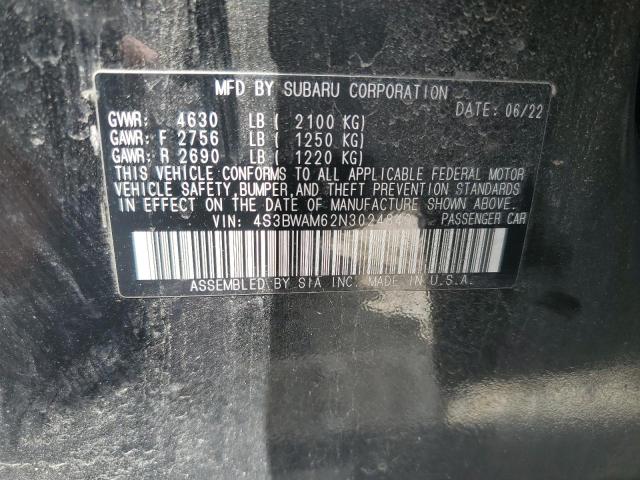 MFD BY SUBARU CORPORATION
DATE: 06/22
GVWR: 4630 LB ( 2100 KG)
GAWR: F 2756 LB ( 1250 KG)
GAWR: R 2690 LB ( 1220 KG)
THIS VEHICLE CONFORMS TO ALL APPLICABLE FEDERAL MOTOR
VEHICLE SAFETY, BUMPER, AND THEFT PREVENTION STANDARDS
IN EFFECT ON THE DATE OF MANUFACTURE SHOWN ABOVE.
VIN: PASSENGER CAR
ASSEMBLED BY SIA INC. MADE IN U.S.A.